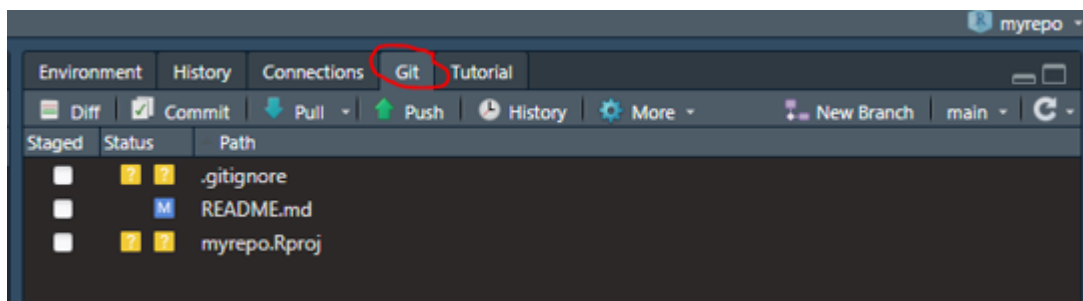 myrepo
Environment History Connections Git Tutorial
Diff Commit Pull Push History More New Branch main
Staged Status Path
? ? .gitignore
M README.md
? ? myrepo.Rproj